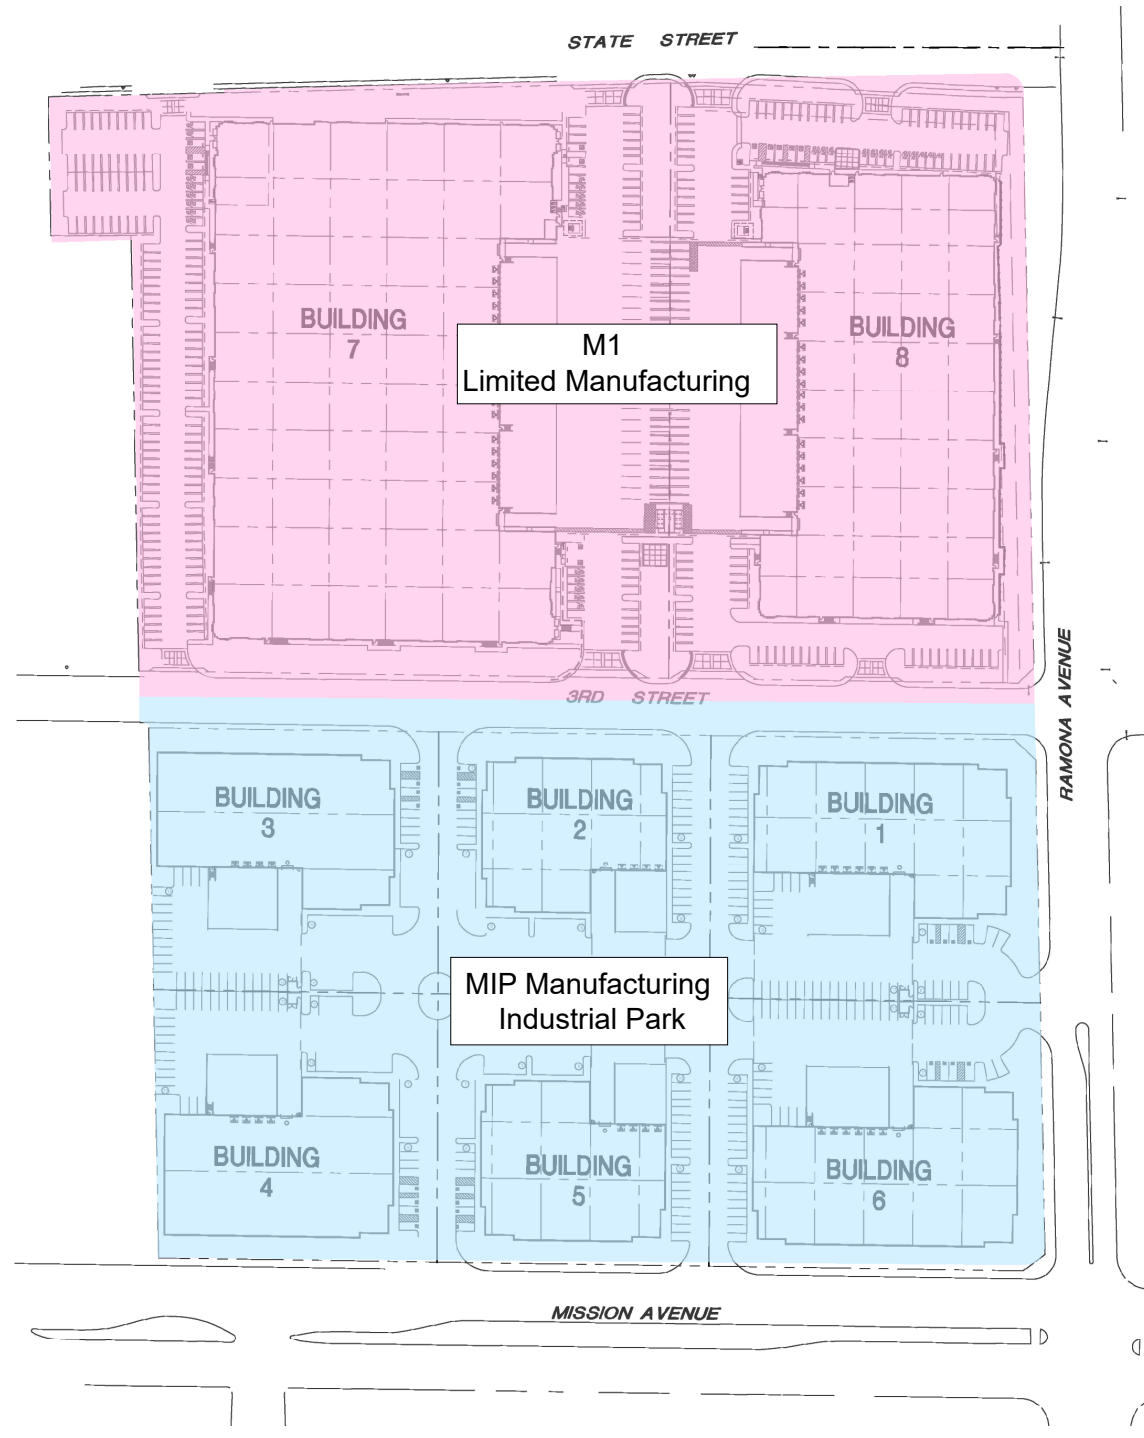 STATE STREET
BUILDING
7
M1
Limited Manufacturing
BUILDING
8
3RD STREET
RAMONA AVENUE
BUILDING
3
BUILDING
2
BUILDING
1
MIP Manufacturing
Industrial Park
BUILDING
4
BUILDING
5
BUILDING
6
MISSION AVENUE